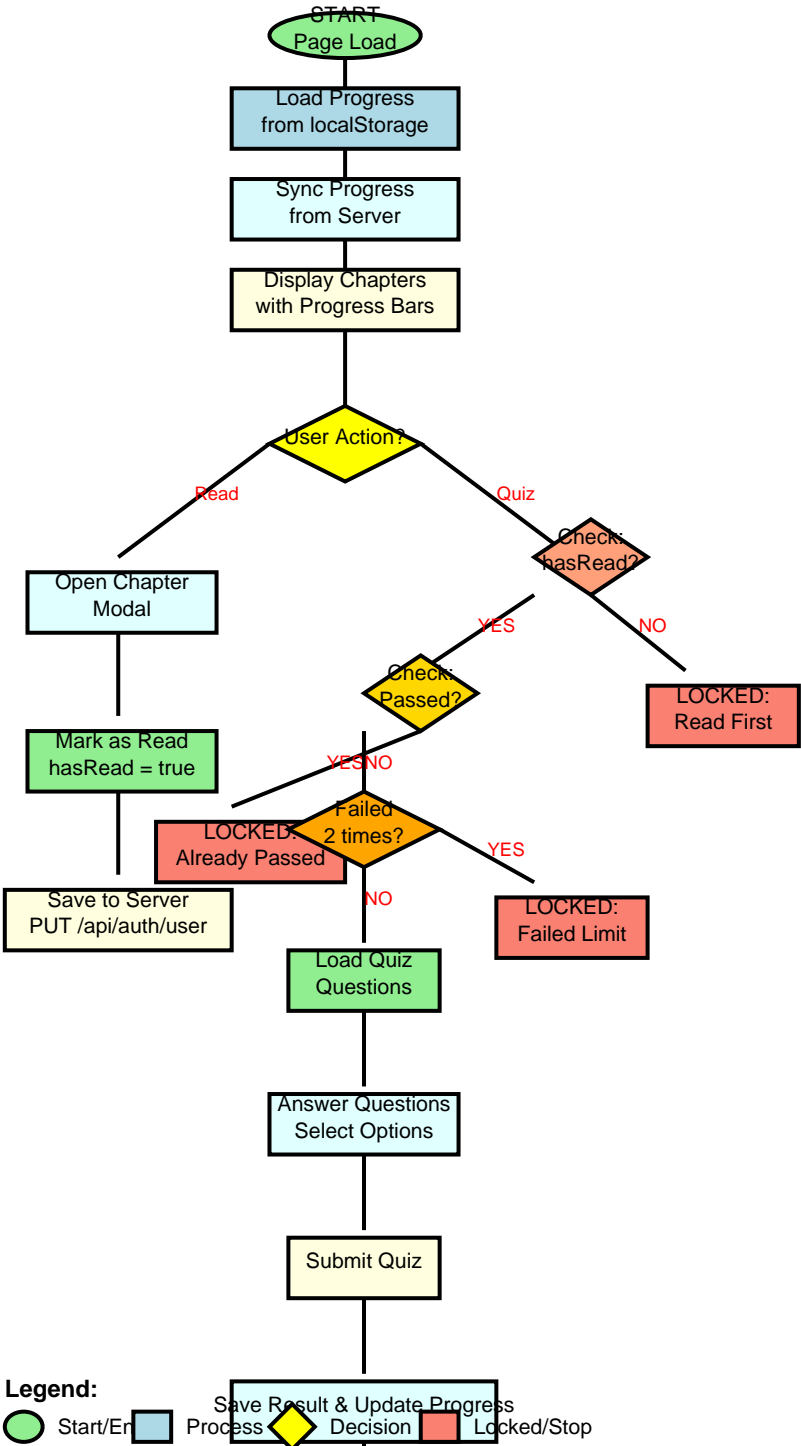 START
Page Load
Load Progress
from localStorage
Sync Progress
from Server
Display Chapters
with Progress Bars
User Action?
Read
Quiz
Check:
hasRead?
Open Chapter
Modal
YES
NO
Check:
Passed?
LOCKED:
Read First
Mark as Read
hasRead = true
YES
NO
Failed
2 times?
LOCKED:
Already Passed
YES
Save to Server
PUT /api/auth/user
NO
LOCKED:
Failed Limit
Load Quiz
Questions
Answer Questions
Select Options
Submit Quiz
Legend:
Save Result & Update Progress
Start/En
Process
Decision
Locked/Stop